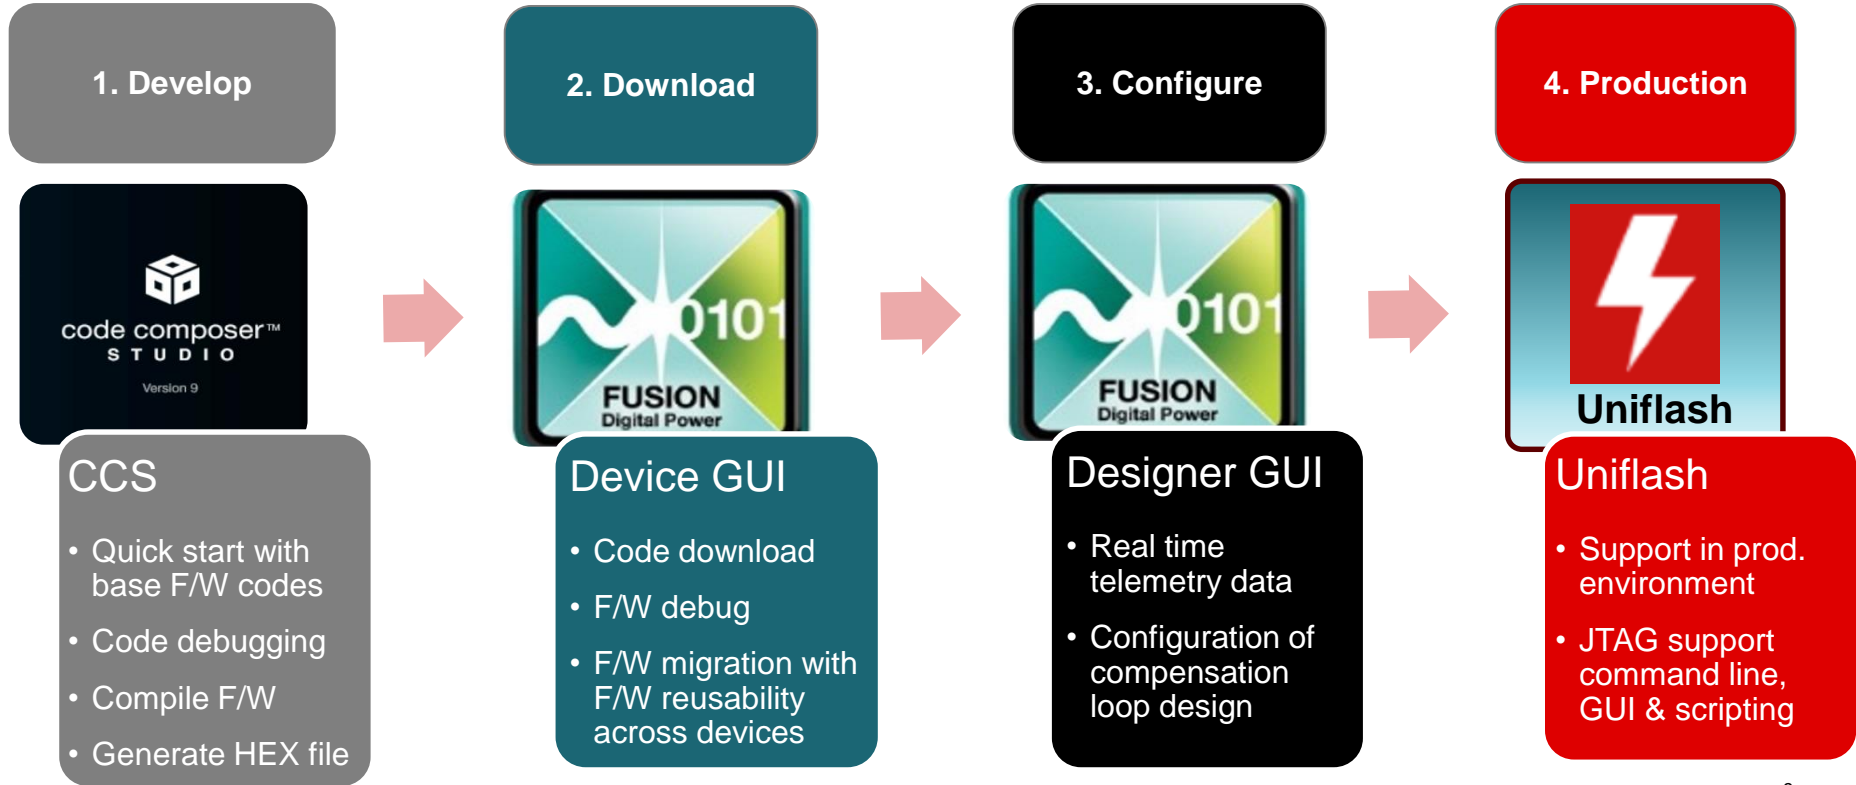 1. Develop
2. Download
3. Configure
4. Production
code composer™
STUDIO
Version 9
0101
FUSION
Digital Power
0101
FUSION
Digital Power
Uniflash
CCS
• Quick start with
base F/W codes
• Code debugging
• Compile F/W
• Generate HEX file
Device GUI
• Code download
• F/W debug
• F/W migration with
F/W reusability
across devices
Designer GUI
• Real time
telemetry data
• Configuration of
compensation
loop design
Uniflash
• Support in prod.
environment
• JTAG support
command line,
GUI & scripting